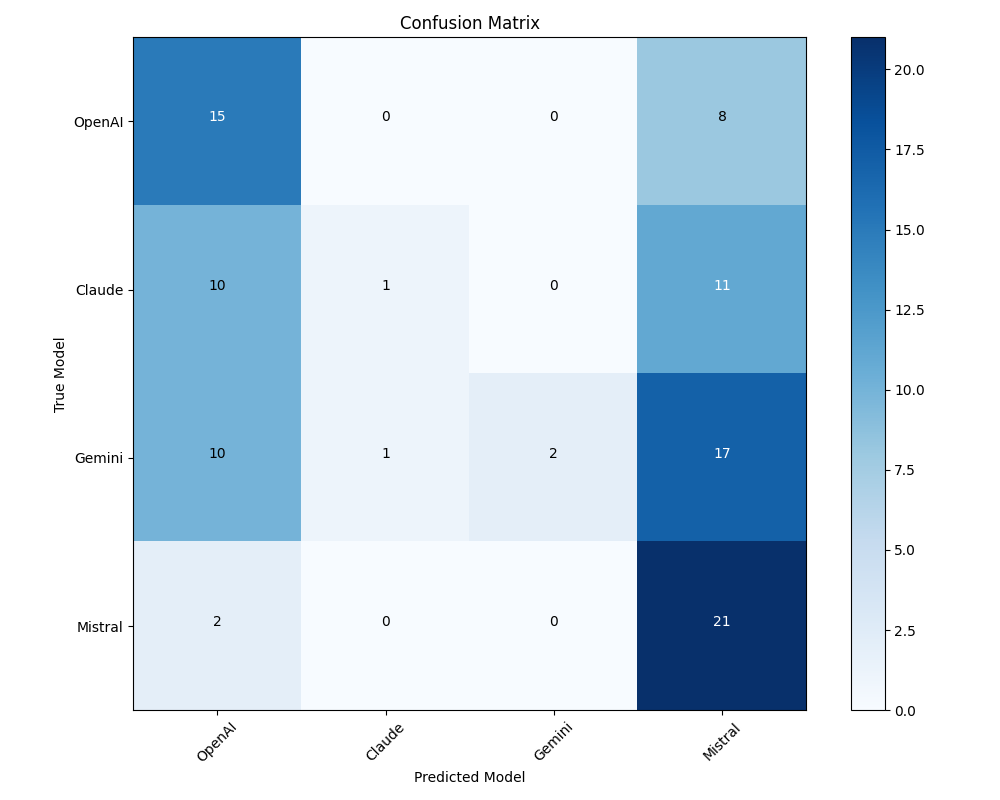 Confusion Matrix
OpenAI 15 0 0 8
Claude 10 1 0 11
Gemini 10 1 2 17
Mistral 2 0 0 21
True Model
OpenAI Claude Gemini Mistral
Predicted Model
20.0
17.5
15.0
12.5
10.0
7.5
5.0
2.5
0.0